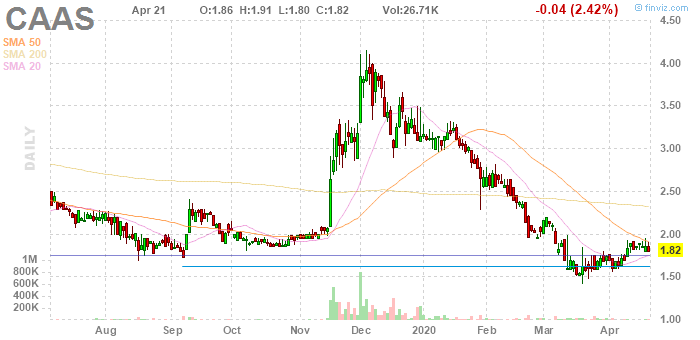 CAAS
Apr 21 O:1.86 H:1.91 L:1.80 C:1.82 Vol:26.71K -0.04 (2.42%)
© finviz.com
SMA 50
SMA 200
SMA 20
DAILY
4.50
4.00
3.50
3.00
2.50
2.00
1.82
1.50
1.00
1M
800K
600K
400K
200K
Aug Sep Oct Nov Dec 2020 Feb Mar Apr